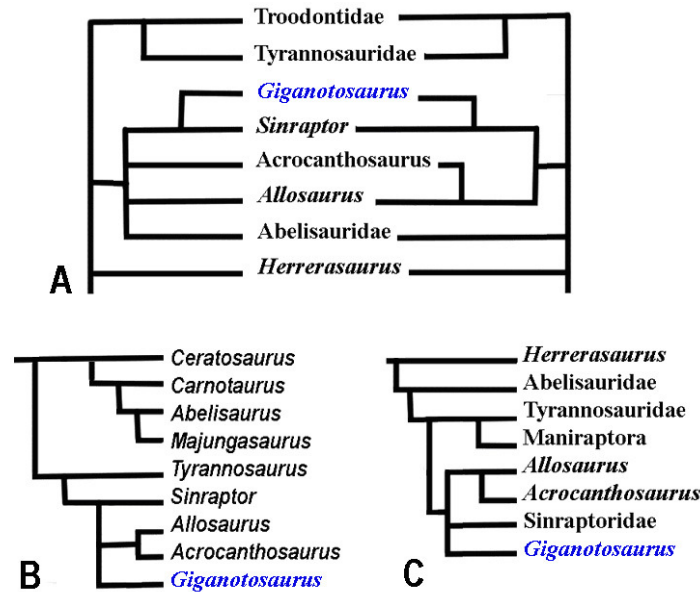 Troodontidae
Tyrannosauridae
Giganotosaurus
Sinraptor
Acrocanthosaurus
Allosaurus
Abelisauridae
Herrerasaurus
A
Ceratosaurus
Carnotaurus
Abelisaurus
Majungasaurus
Tyrannosaurus
Sinraptor
Allosaurus
Acrocanthosaurus
Giganotosaurus
B
Herrerasaurus
Abelisauridae
Tyrannosauridae
Maniraptora
Allosaurus
Acrocanthosaurus
Sinraptoridae
Giganotosaurus
C